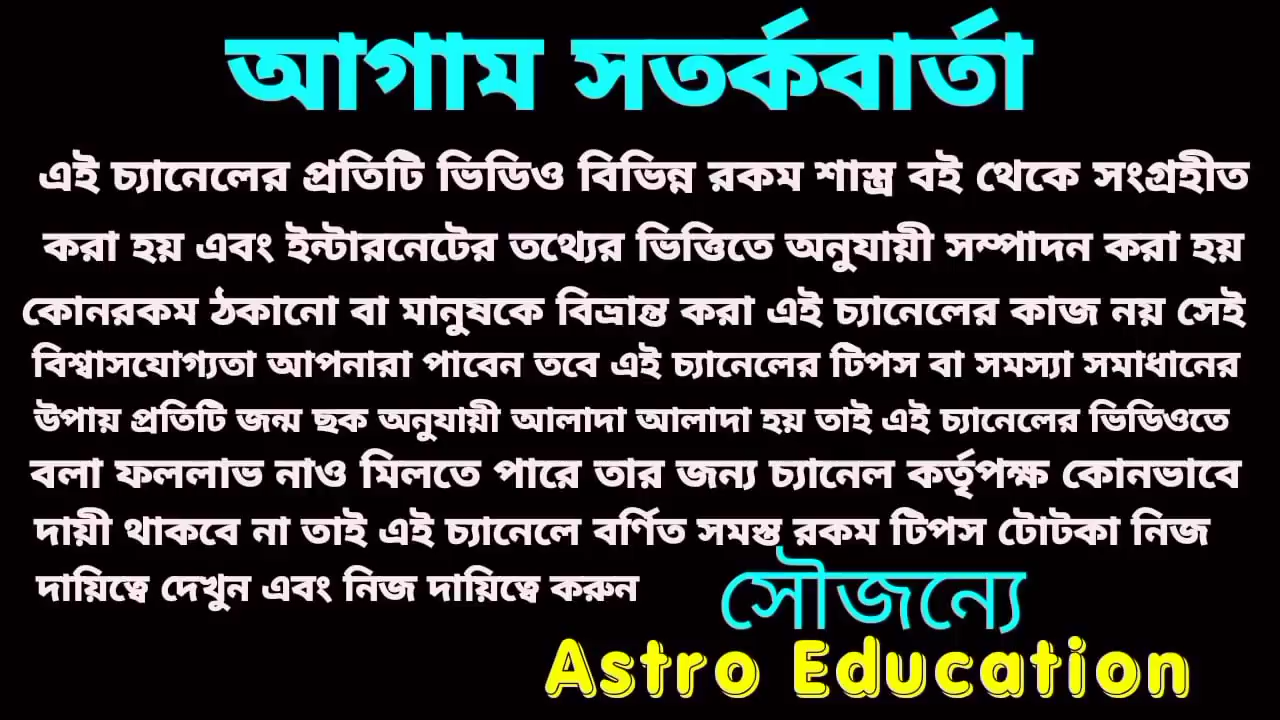 আগাম সতর্কবার্তা
এই চ্যানেলের প্রতিটি ভিডিও বিভিন্ন রকম শাস্ত্র বই থেকে সংগ্রহীত
করা হয় এবং ইন্টারনেটের তথ্যের ভিত্তিতে অনুযায়ী সম্পাদন করা হয়
কোনরকম ঠকানো বা মানুষকে বিভ্রান্ত করা এই চ্যানেলের কাজ নয় সেই
বিশ্বাসযোগ্যতা আপনারা পাবেন তবে এই চ্যানেলের টিপস বা সমস্যা সমাধানের
উপায় প্রতিটি জন্ম ছক অনুযায়ী আলাদা আলাদা হয় তাই এই চ্যানেলের ভিডিওতে
বলা ফললাভ নাও মিলতে পারে তার জন্য চ্যানেল কর্তৃপক্ষ কোনভাবে
দায়ী থাকবে না তাই এই চ্যানেলে বর্ণিত সমস্ত রকম টিপস টোটকা নিজ
দায়িত্বে দেখুন এবং নিজ দায়িত্বে করুন
সৌজন্যে
Astro Education